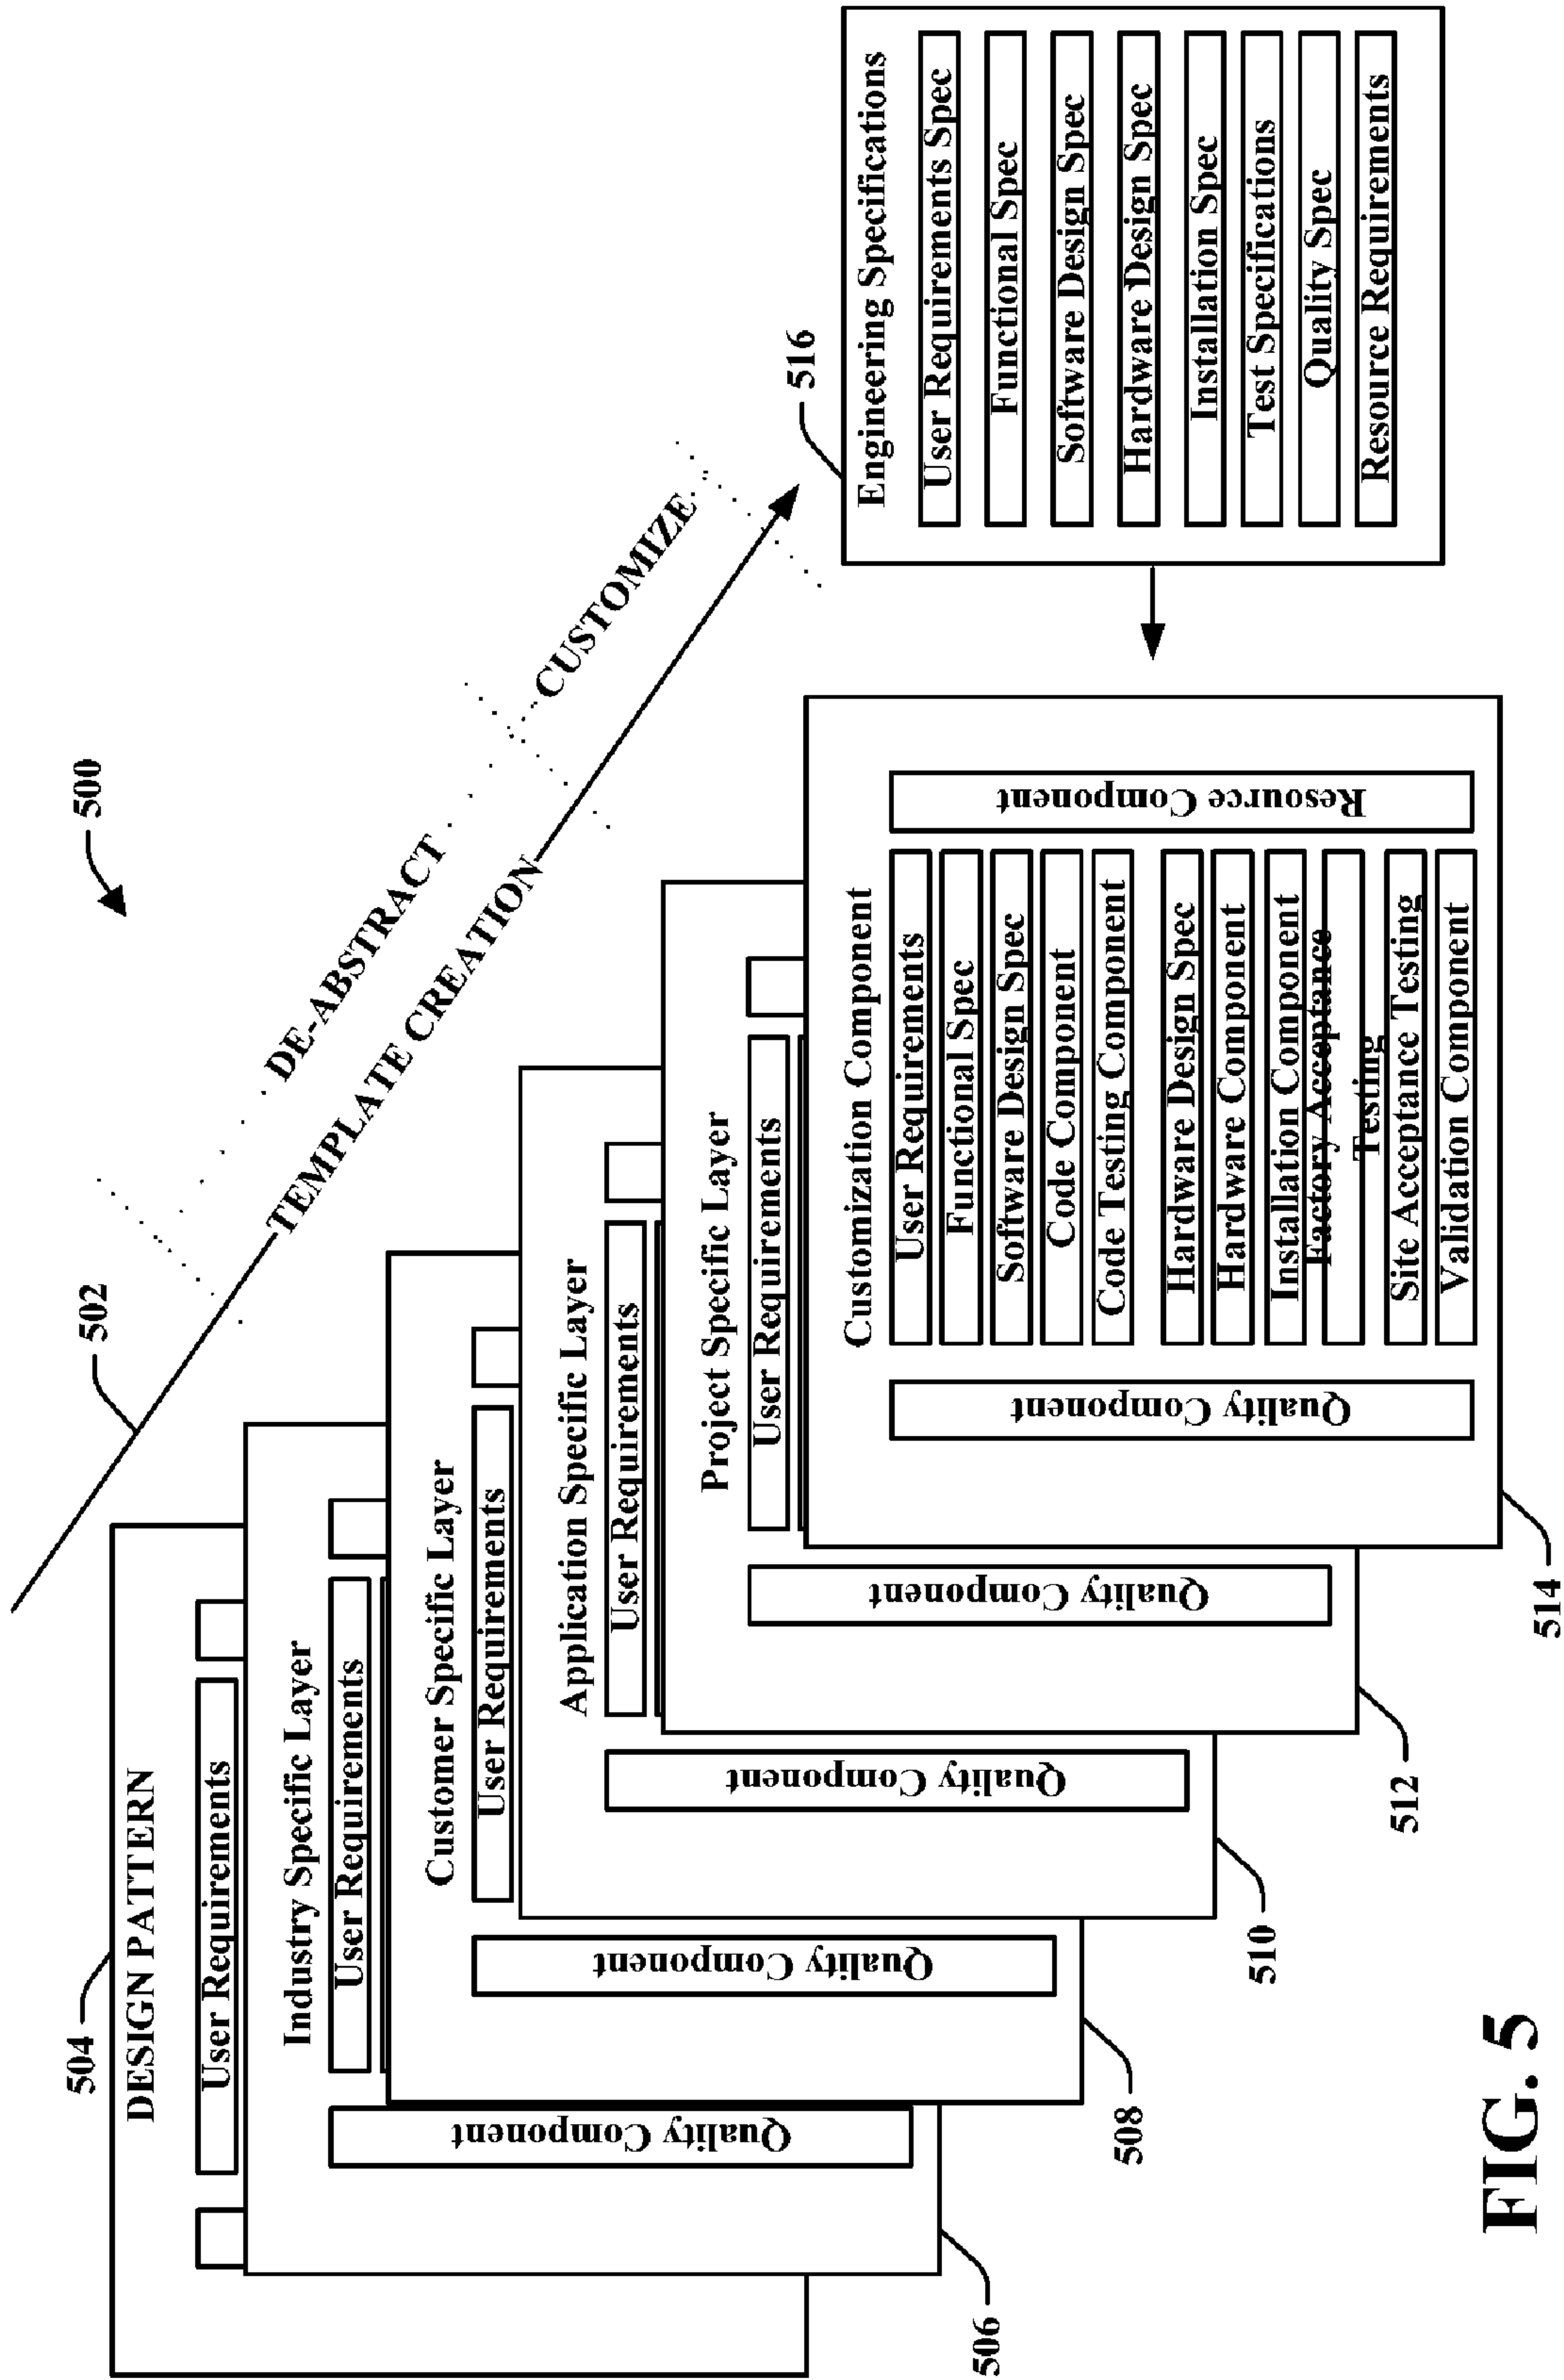 500
502
DE-ABSTRACT
TEMPLATE CREATION
CUSTOMIZE
504
DESIGN PATTERN
User Requirements
Industry Specific Layer
User Requirements
Quality Component
506
Customer Specific Layer
User Requirements
Quality Component
508
Application Specific Layer
User Requirements
Quality Component
510
Project Specific Layer
User Requirements
Quality Component
512
Customization Component
User Requirements
Functional Spec
Software Design Spec
Code Component
Code Testing Component
Hardware Design Spec
Hardware Component
Installation Component
Factory Acceptance
Testing
Site Acceptance Testing
Validation Component
Quality Component
Resource Component
514
516
Engineering Specifications
User Requirements Spec
Functional Spec
Software Design Spec
Hardware Design Spec
Installation Spec
Test Specifications
Quality Spec
Resource Requirements
FIG. 5